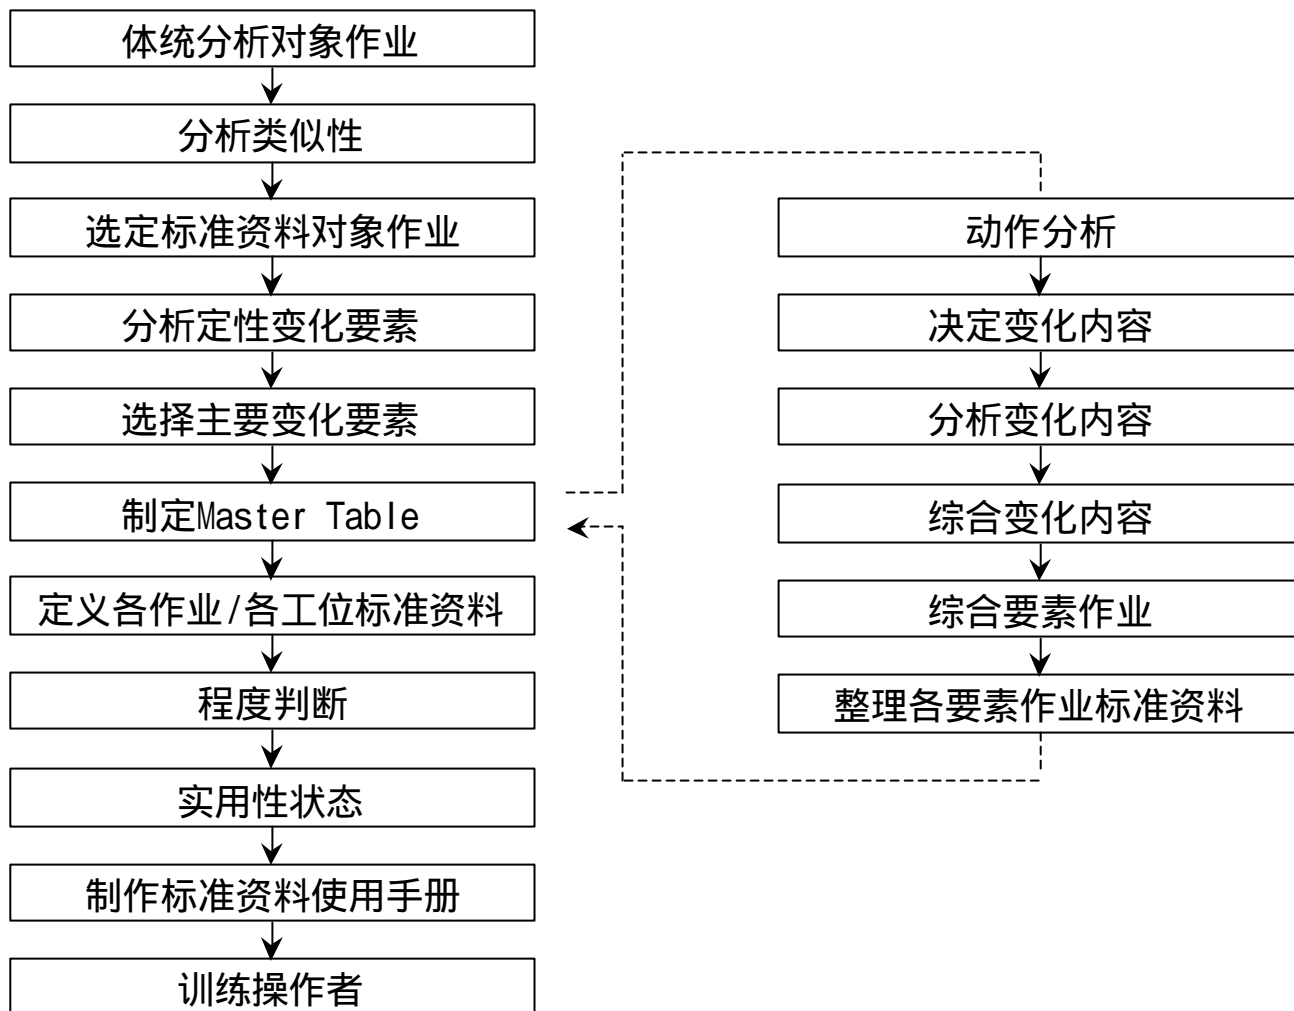 体统分析对象作业
分析类似性
选定标准资料对象作业
分析定性变化要素
选择主要变化要素
制定Master Table
定义各作业/各工位标准资料
程度判断
实用性状态
制作标准资料使用手册
训练操作者
动作分析
决定变化内容
分析变化内容
综合变化内容
综合要素作业
整理各要素作业标准资料